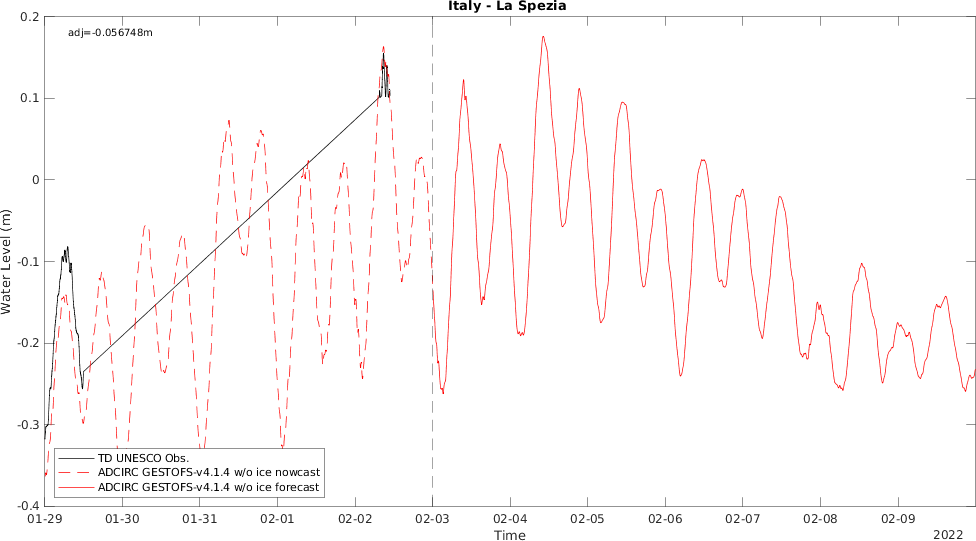 Italy - La Spezia
adj=-0.056748m
0.2
0.1
0
-0.1
-0.2
-0.3
-0.4
Water Level (m)
TD UNESCO Obs.
ADCIRC GESTOFS-v4.1.4 w/o ice nowcast
ADCIRC GESTOFS-v4.1.4 w/o ice forecast
01-29 01-30 01-31 02-01 02-02 02-03 02-04 02-05 02-06 02-07 02-08 02-09
Time
2022